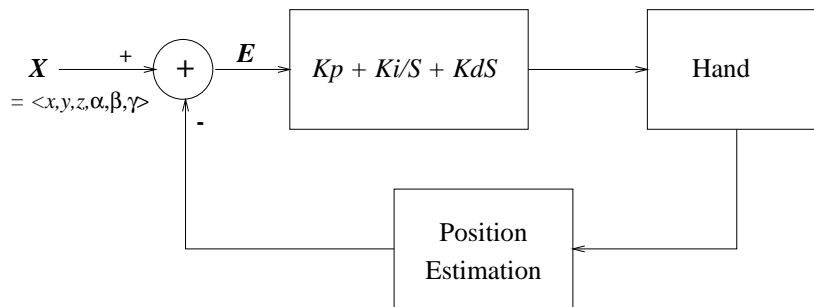 X
= <x,y,z,α,β,γ>
+
+
-
E
Kp + Ki/S + KdS
Hand
Position
Estimation